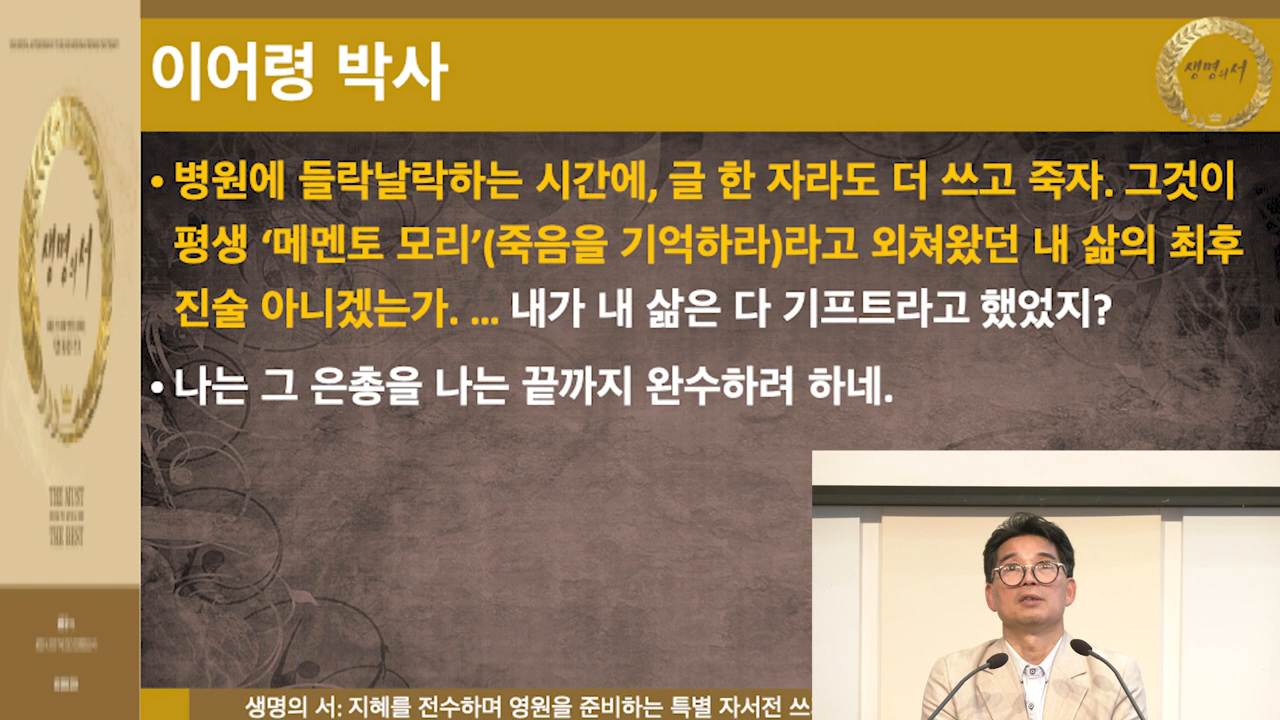 이어령 박사
생명의서
• 병원에 들락날락하는 시간에, 글 한 자라도 더 쓰고 죽자. 그것이
평생 ‘메멘토 모리’(죽음을 기억하라)라고 외쳐왔던 내 삶의 최후
진술 아니겠는가. ... 내가 내 삶은 다 기프트라고 했었지?
• 나는 그 은총을 나는 끝까지 완수하려 하네.
생명의서
THE MUST
THE BEST
생명의 서: 지혜를 전수하며 영원을 준비하는 특별 자서전 쓰